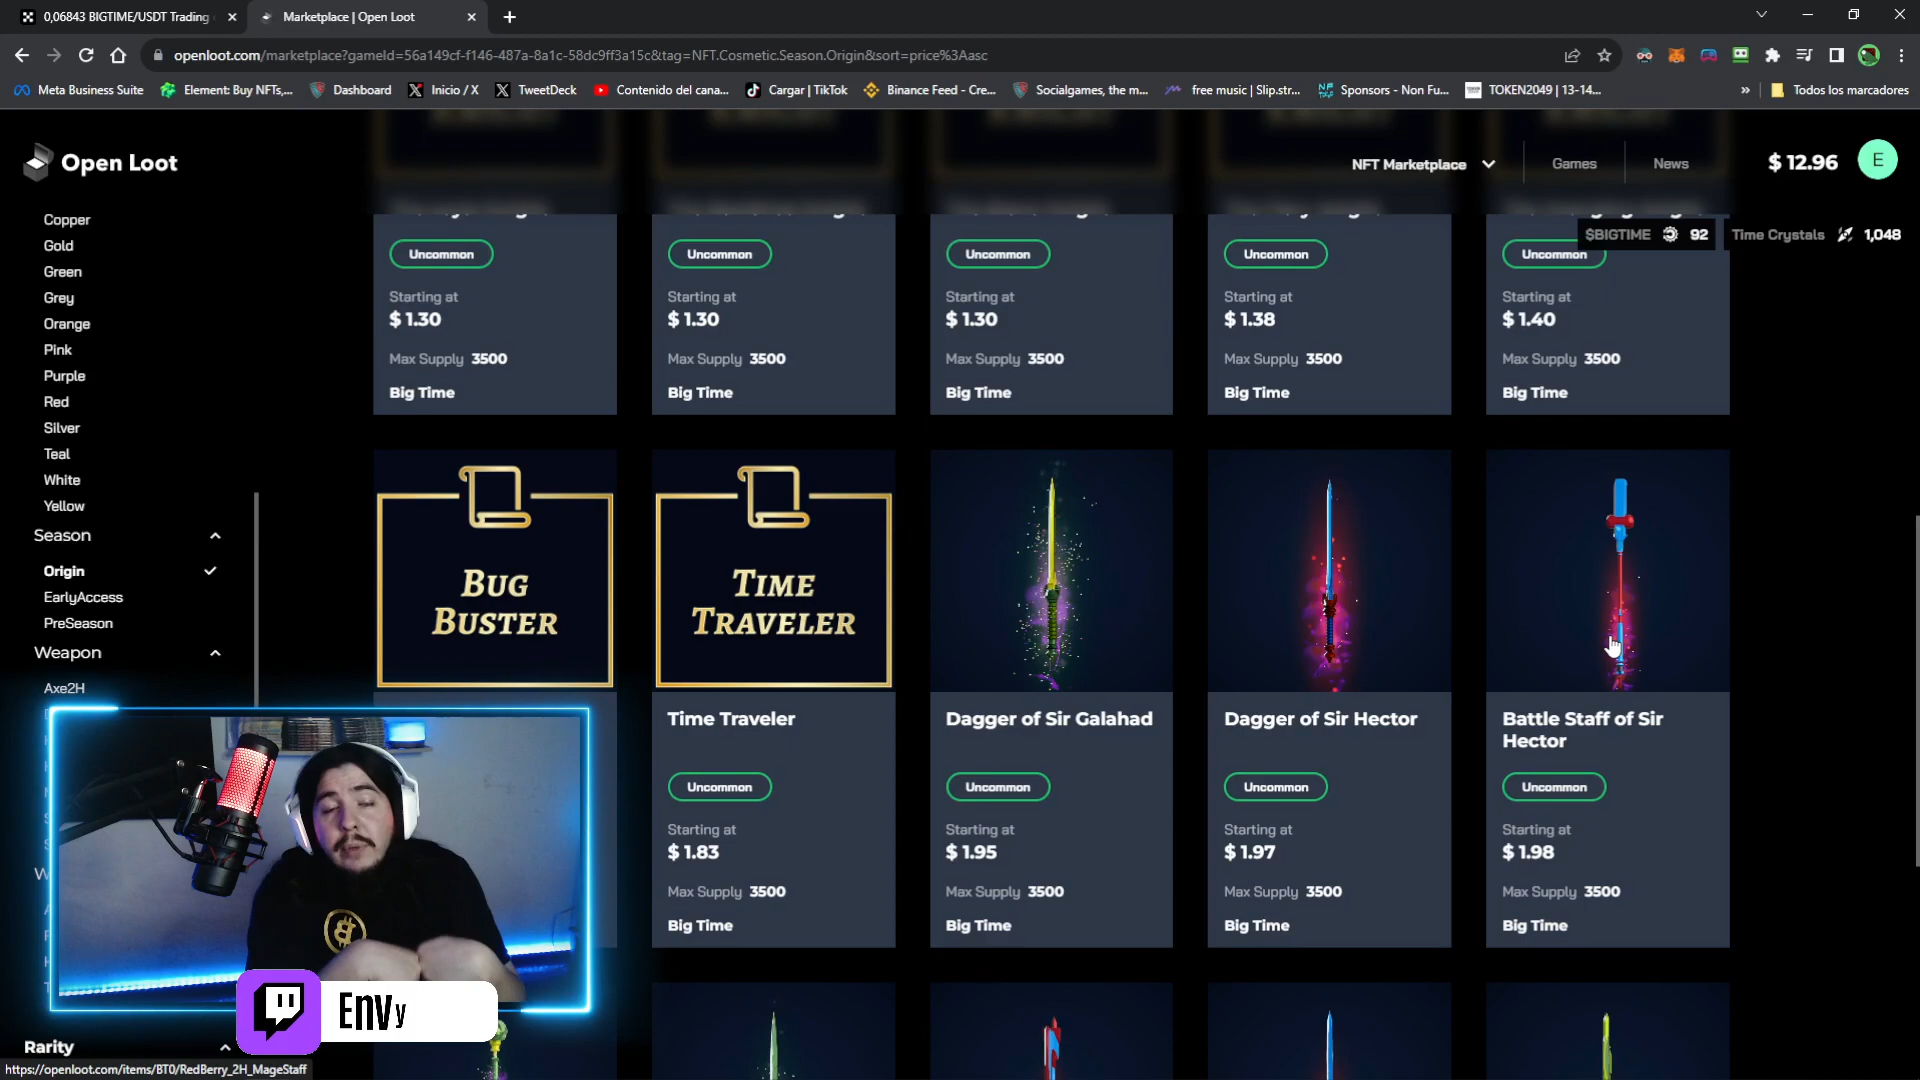 0,06843 BIGTIME/USDT Trading
Marketplace | Open Loot
openloot.com/marketplace?gameId=56a149cf-f146-487a-8a1c-58dc9ff3a15c&tag=NFT.Cosmetic.Season.Origin&sort=price%3Aasc
Meta Business Suite
Element: Buy NFTs,...
Dashboard
Inicio / X
TweetDeck
Contenido del cana...
Cargar | TikTok
Binance Feed - Cre...
Socialgames, the m...
free music | Slip.str...
Sponsors - Non Fu...
TOKEN2049 | 13-14...
Todos los marcadores
Open Loot
NFT Marketplace
Games
News
$ 12.96
E
$BIGTIME 92
Time Crystals 1,048
Copper
Gold
Green
Grey
Orange
Pink
Purple
Red
Silver
Teal
White
Yellow
Season
Origin
EarlyAccess
PreSeason
Weapon
Axe2H
Rarity
Uncommon
Starting at
$ 1.30
Max Supply 3500
Big Time
Uncommon
Starting at
$ 1.30
Max Supply 3500
Big Time
Uncommon
Starting at
$ 1.30
Max Supply 3500
Big Time
Uncommon
Starting at
$ 1.38
Max Supply 3500
Big Time
Uncommon
Starting at
$ 1.40
Max Supply 3500
Big Time
BUG
BUSTER
TIME
TRAVELER
Time Traveler
Uncommon
Starting at
$ 1.83
Max Supply 3500
Big Time
Dagger of Sir Galahad
Uncommon
Starting at
$ 1.95
Max Supply 3500
Big Time
Dagger of Sir Hector
Uncommon
Starting at
$ 1.97
Max Supply 3500
Big Time
Battle Staff of Sir
Hector
Uncommon
Starting at
$ 1.98
Max Supply 3500
Big Time
Envy
https://openloot.com/items/BT0/RedBerry_2H_MageStaff